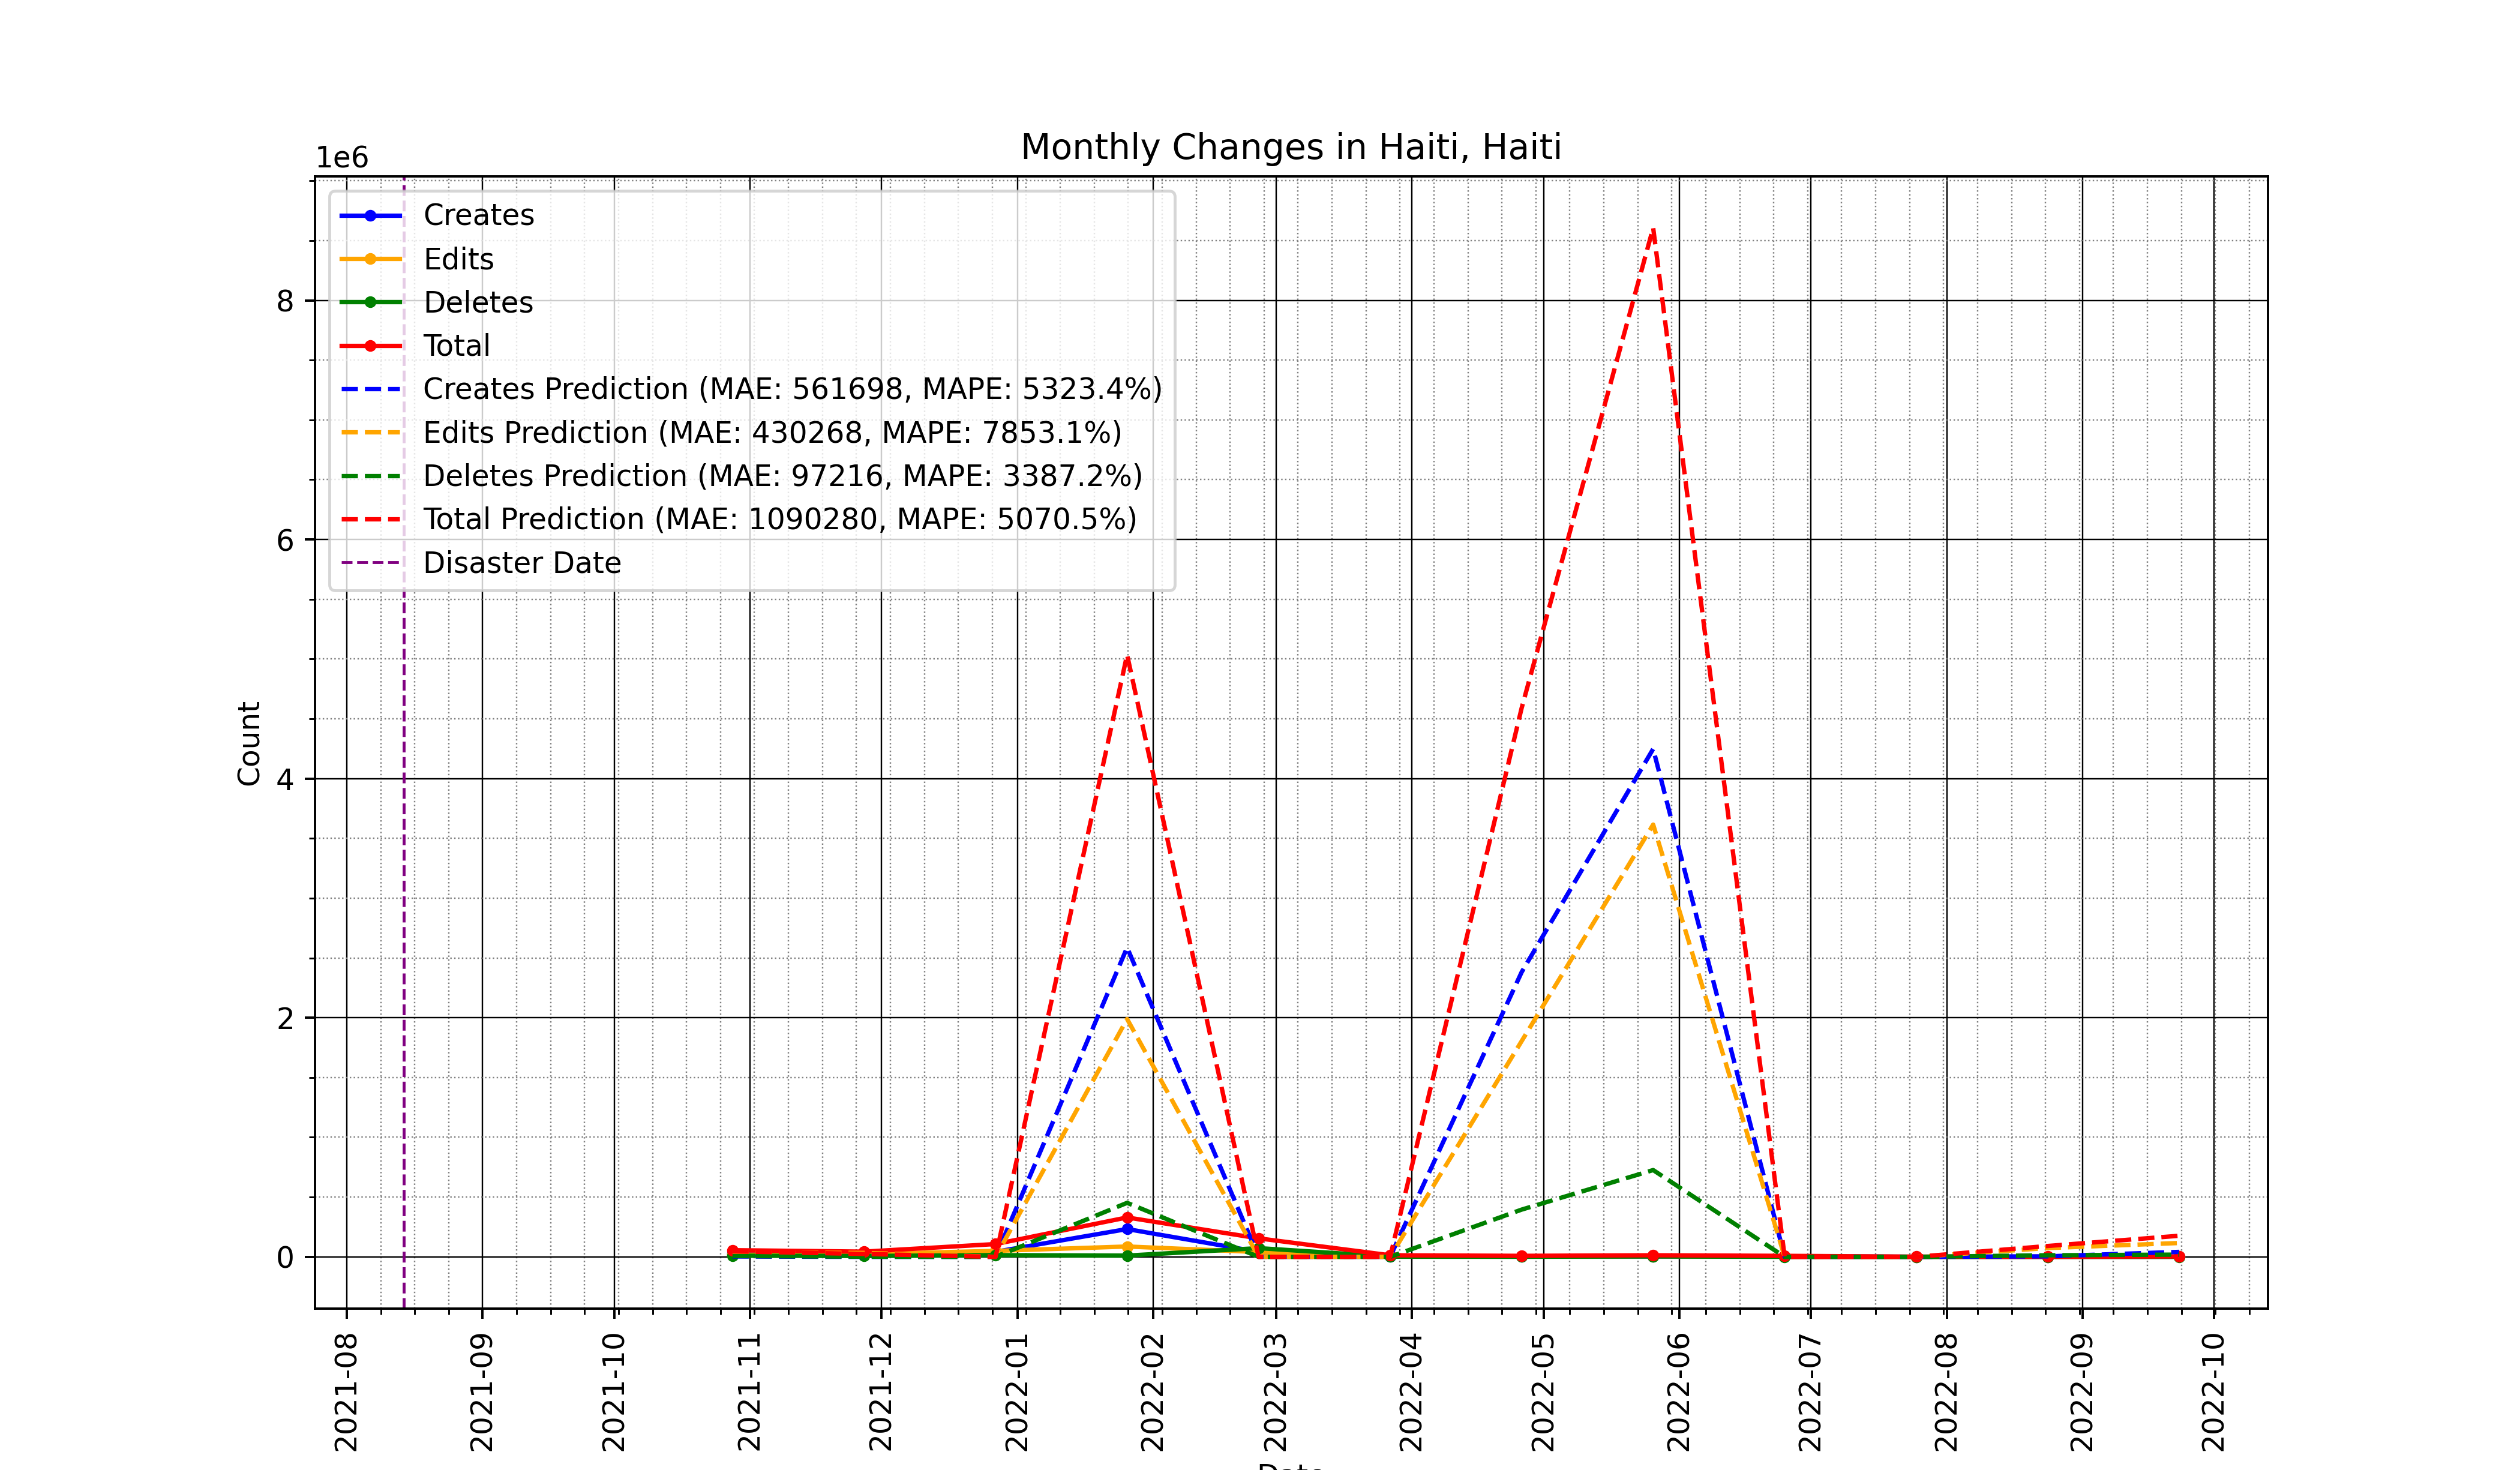 Monthly Changes in Haiti, Haiti
1e6
Creates
Edits
Deletes
Total
Creates Prediction (MAE: 561698, MAPE: 5323.4%)
Edits Prediction (MAE: 430268, MAPE: 7853.1%)
Deletes Prediction (MAE: 97216, MAPE: 3387.2%)
Total Prediction (MAE: 1090280, MAPE: 5070.5%)
Disaster Date
8
6
4
2
0
Count
2021-08
2021-09
2021-10
2021-11
2021-12
2022-01
2022-02
2022-03
2022-04
2022-05
2022-06
2022-07
2022-08
2022-09
2022-10
Date